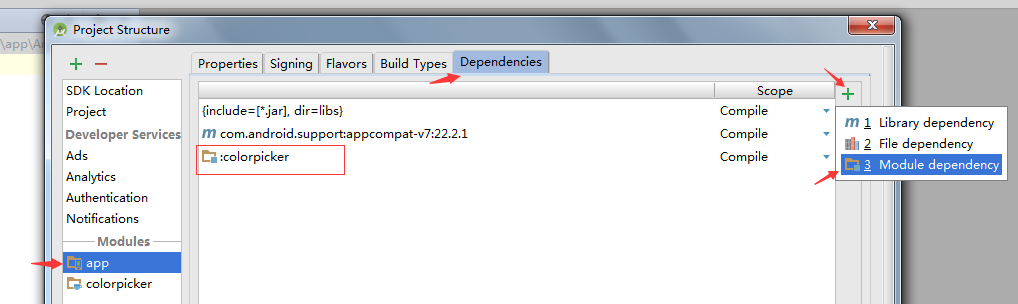 Project Structure
\app\A
Properties
Signing
Flavors
Build Types
Dependencies
SDK Location
Project
Developer Services
Ads
Analytics
Authentication
Notifications
Modules
app
colorpicker
Scope
{include=[*.jar], dir=libs}
Compile
m com.android.support:appcompat-v7:22.2.1
Compile
:colorpicker
Compile
m 1 Library dependency
2 File dependency
3 Module dependency